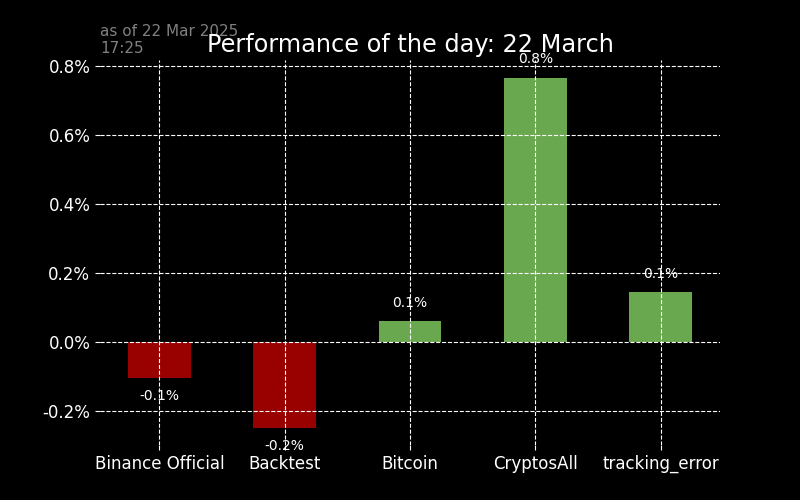 as of 22 Mar 2025
17:25
Performance of the day: 22 March
0.8%
0.6%
0.4%
0.2%
0.0%
-0.2%
-0.1%
-0.2%
0.1%
0.8%
0.1%
Binance Official
Backtest
Bitcoin
CryptosAll
tracking_error